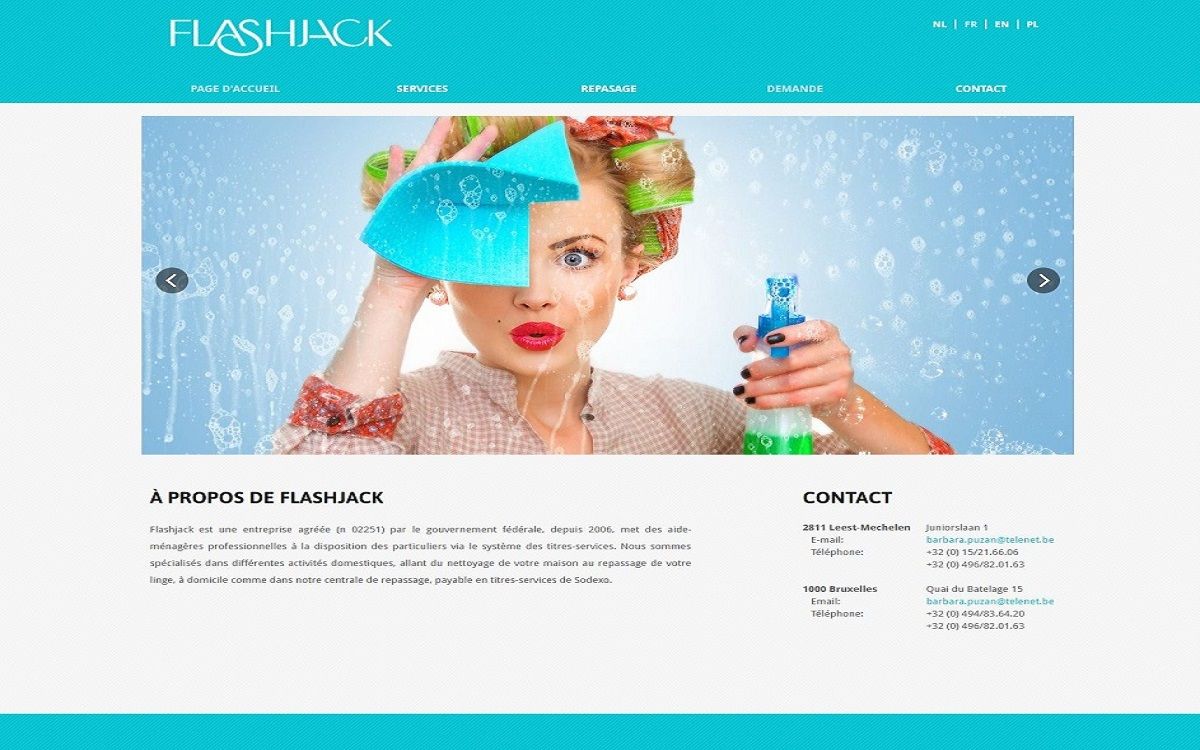 FLASHJACK
NL | FR | EN | PL
PAGE D'ACCUEIL SERVICES REPASAGE DEMANDE CONTACT
À PROPOS DE FLASHJACK
Flashjack est une entreprise agréée (n 02251) par le gouvernement fédérale, depuis 2006, met des aide-
ménagères professionnelles à la disposition des particuliers via le système des titres-services. Nous sommes
spécialisés dans différentes activités domestiques, allant du nettoyage de votre maison au repassage de votre
linge, à domicile comme dans notre centrale de repassage, payable en titres-services de Sodexo.
CONTACT
2811 Leest-Mechelen Juniorslaan 1
E-mail: barbara.puzan@telenet.be
Téléphone: +32 (0) 15/21.66.06
+32 (0) 496/82.01.63
1000 Bruxelles Quai du Batelage 15
Email: barbara.puzan@telenet.be
Téléphone: +32 (0) 494/83.64.20
+32 (0) 496/82.01.63